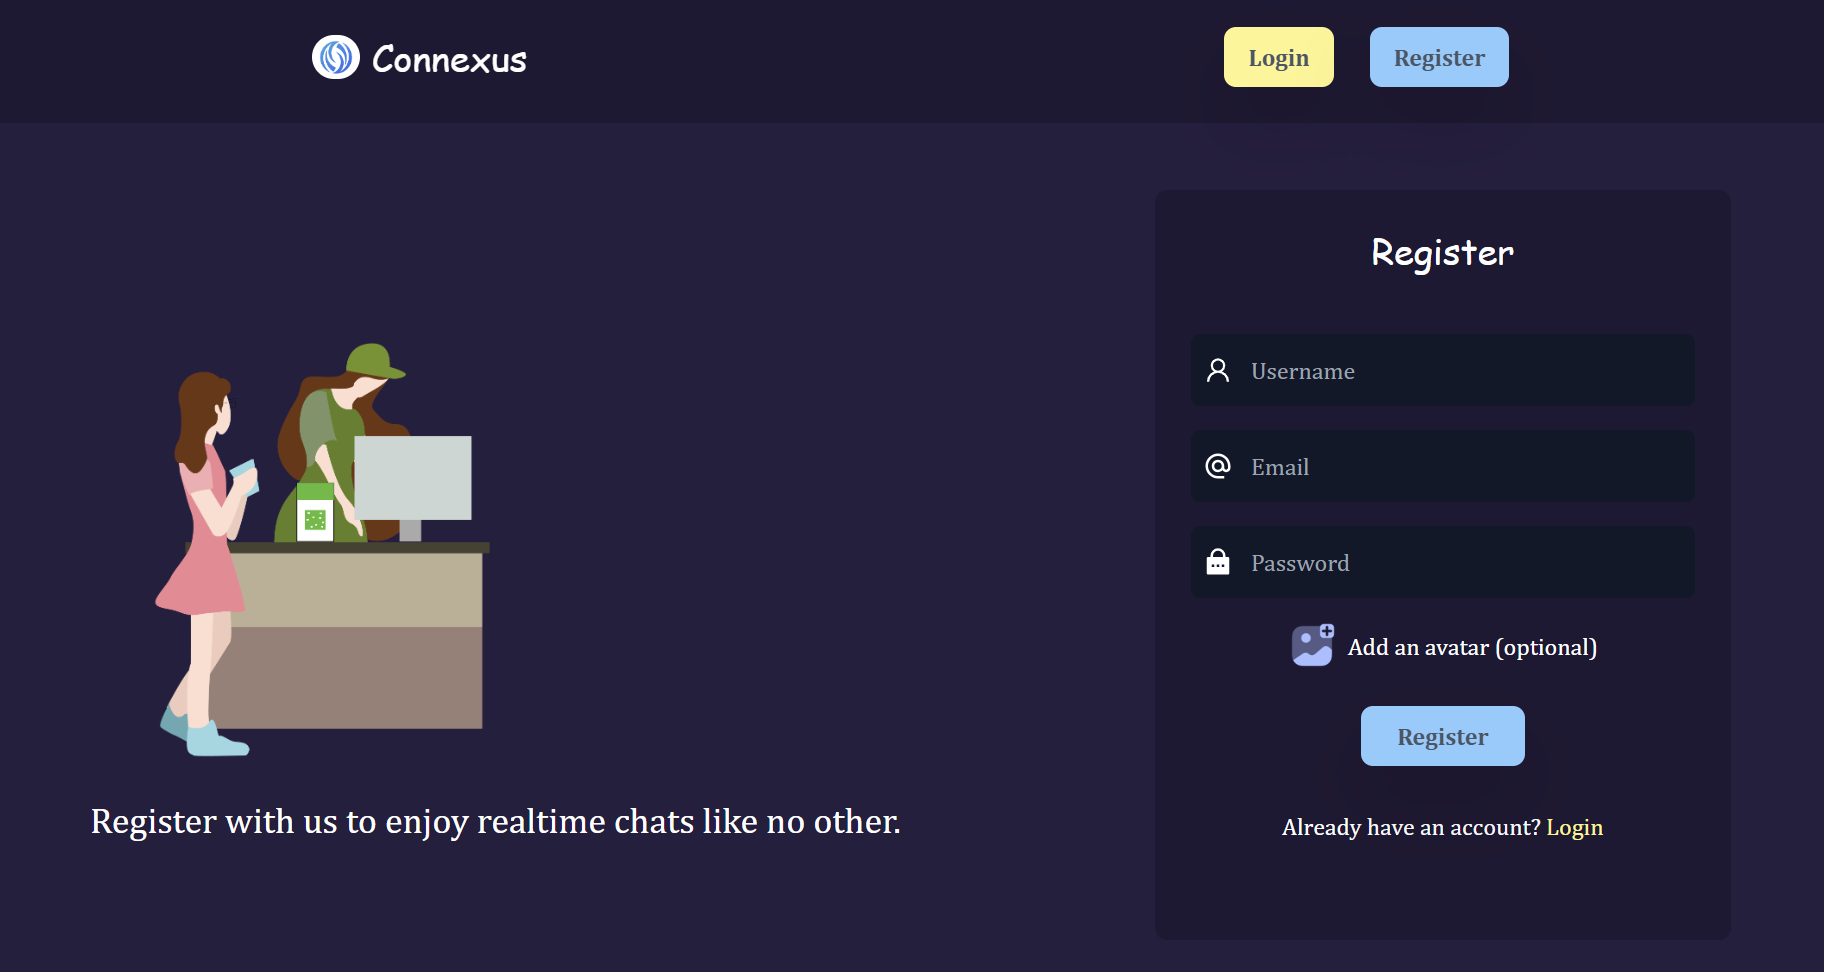 Connexus
Login
Register
Register
Username
Email
Password
Add an avatar (optional)
Register
Already have an account? Login
Register with us to enjoy realtime chats like no other.